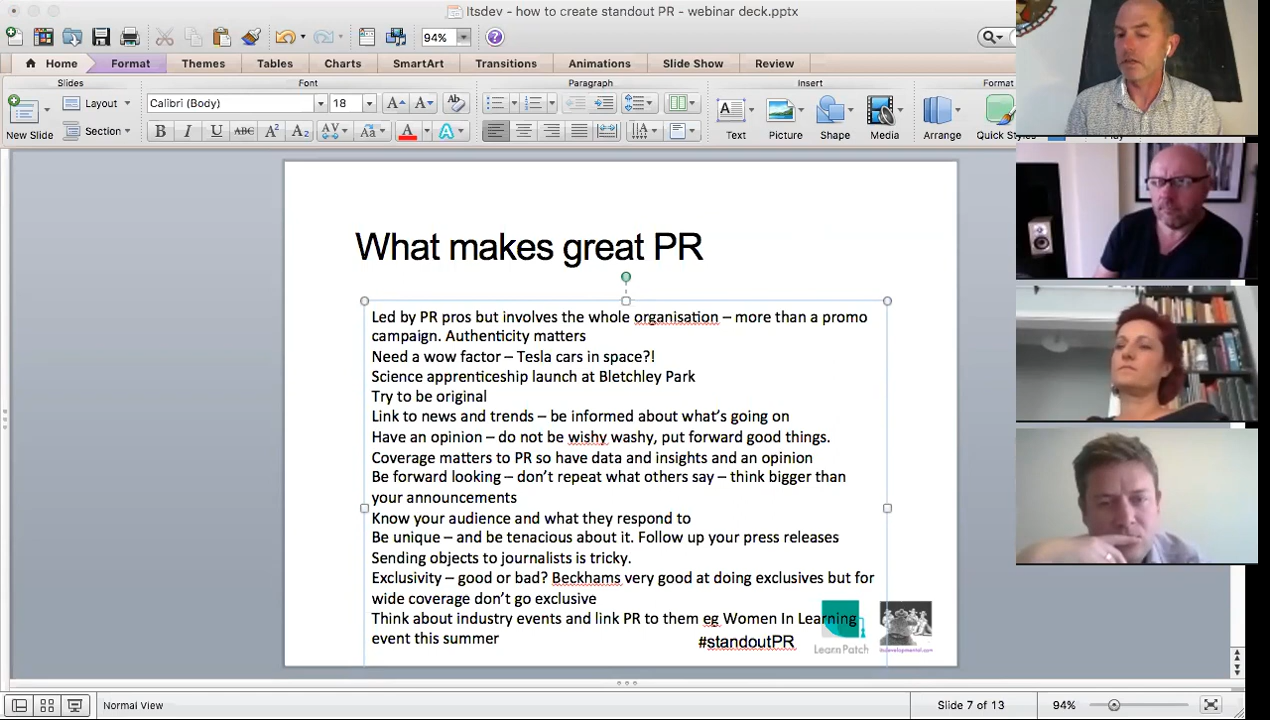 Itsdev - how to create standout PR - webinar deck.pptx
94%
Home
Format
Themes
Tables
Charts
SmartArt
Transitions
Animations
Slide Show
Review
Slides
Font
Paragraph
Insert
Format
New Slide
Layout
Section
Calibri (Body)
18
Text
Picture
Shape
Media
Arrange
Quick Styles
What makes great PR
Led by PR pros but involves the whole organisation – more than a promo
campaign. Authenticity matters
Need a wow factor – Tesla cars in space?!
Science apprenticeship launch at Bletchley Park
Try to be original
Link to news and trends – be informed about what's going on
Have an opinion – do not be wishy washy, put forward good things.
Coverage matters to PR so have data and insights and an opinion
Be forward looking – don't repeat what others say – think bigger than
your announcements
Know your audience and what they respond to
Be unique – and be tenacious about it. Follow up your press releases
Sending objects to journalists is tricky.
Exclusivity – good or bad? Beckhams very good at doing exclusives but for
wide coverage don't go exclusive
Think about industry events and link PR to them eg Women In Learning
event this summer
#standoutPR
LearnPatch
itsdevelopmental.com
Normal View
Slide 7 of 13
94%